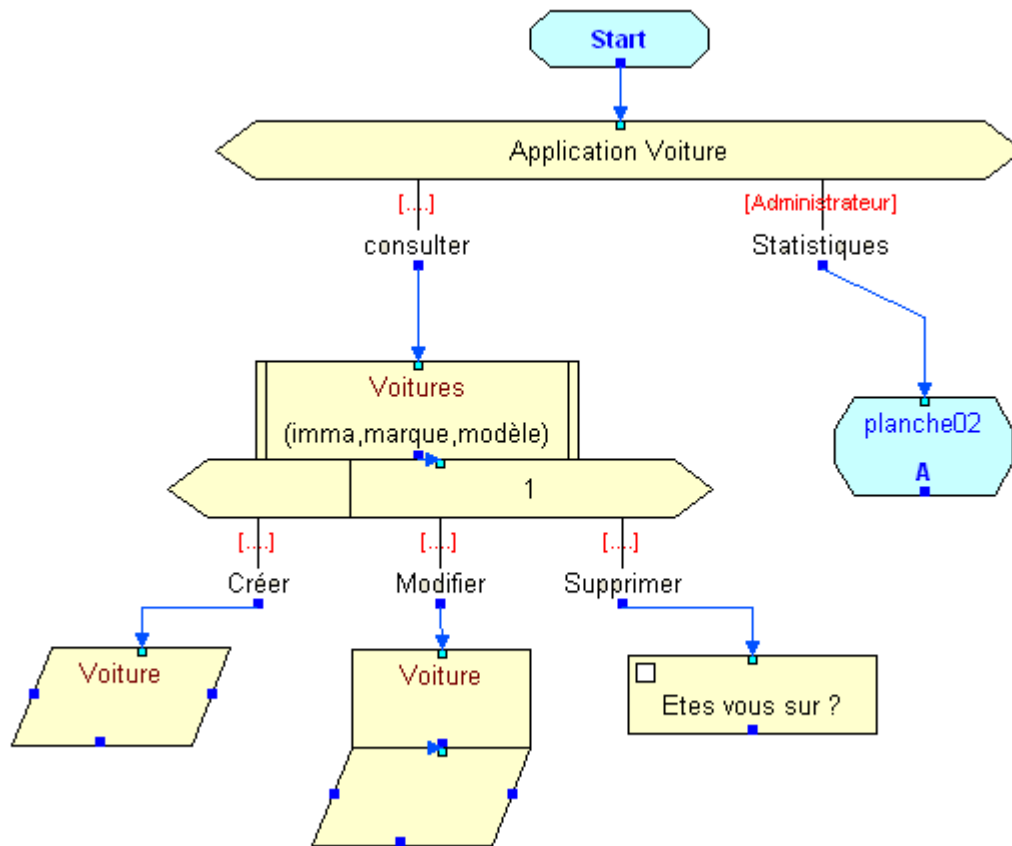 Start
Application Voiture
[....]
[Administrateur]
consulter
Statistiques
Voitures
(imma,marque,modèle)
planche02
A
1
[....]
[....]
[....]
Créer
Modifier
Supprimer
Voiture
Voiture
Etes vous sur ?